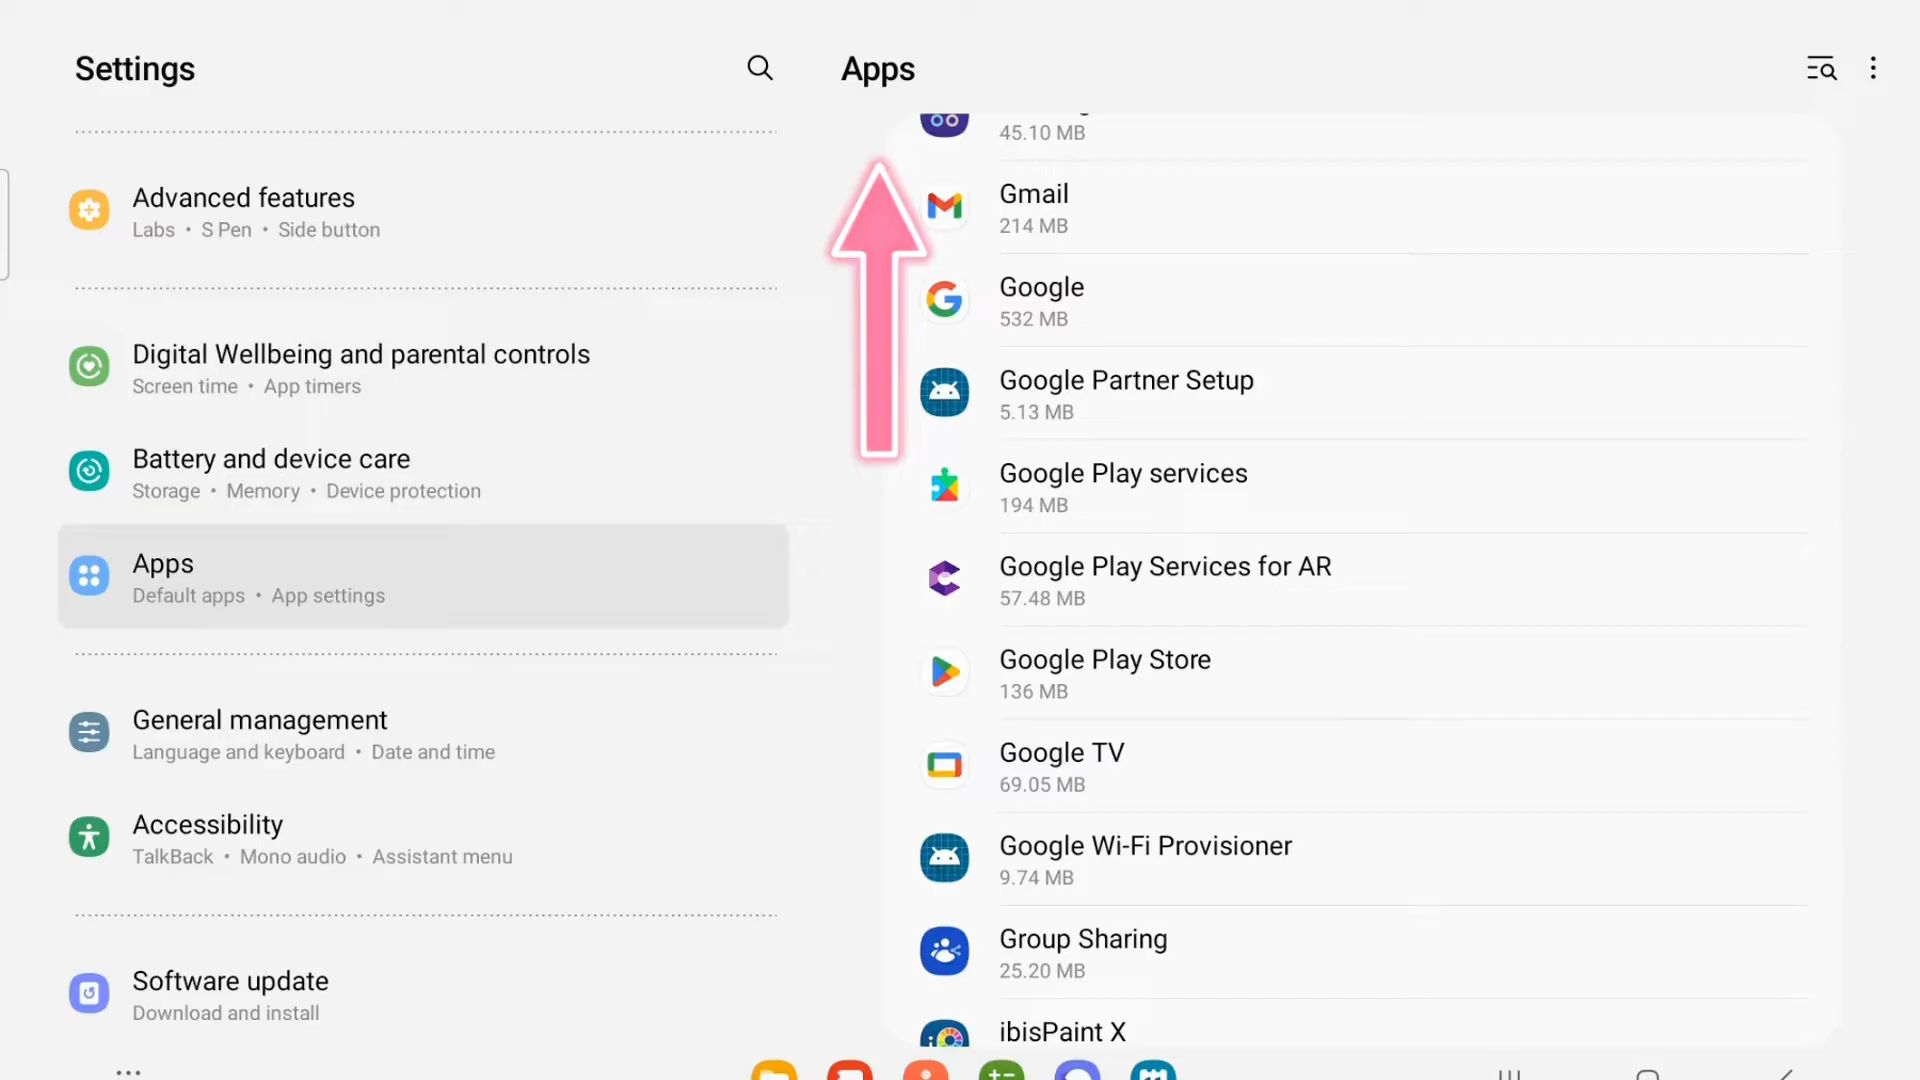 Settings
Advanced features
Labs • S Pen • Side button
Digital Wellbeing and parental controls
Screen time • App timers
Battery and device care
Storage • Memory • Device protection
Apps
Default apps • App settings
General management
Language and keyboard • Date and time
Accessibility
TalkBack • Mono audio • Assistant menu
Software update
Download and install
Apps
45.10 MB
Gmail
214 MB
Google
532 MB
Google Partner Setup
5.13 MB
Google Play services
194 MB
Google Play Services for AR
57.48 MB
Google Play Store
136 MB
Google TV
69.05 MB
Google Wi-Fi Provisioner
9.74 MB
Group Sharing
25.20 MB
ibisPaint X